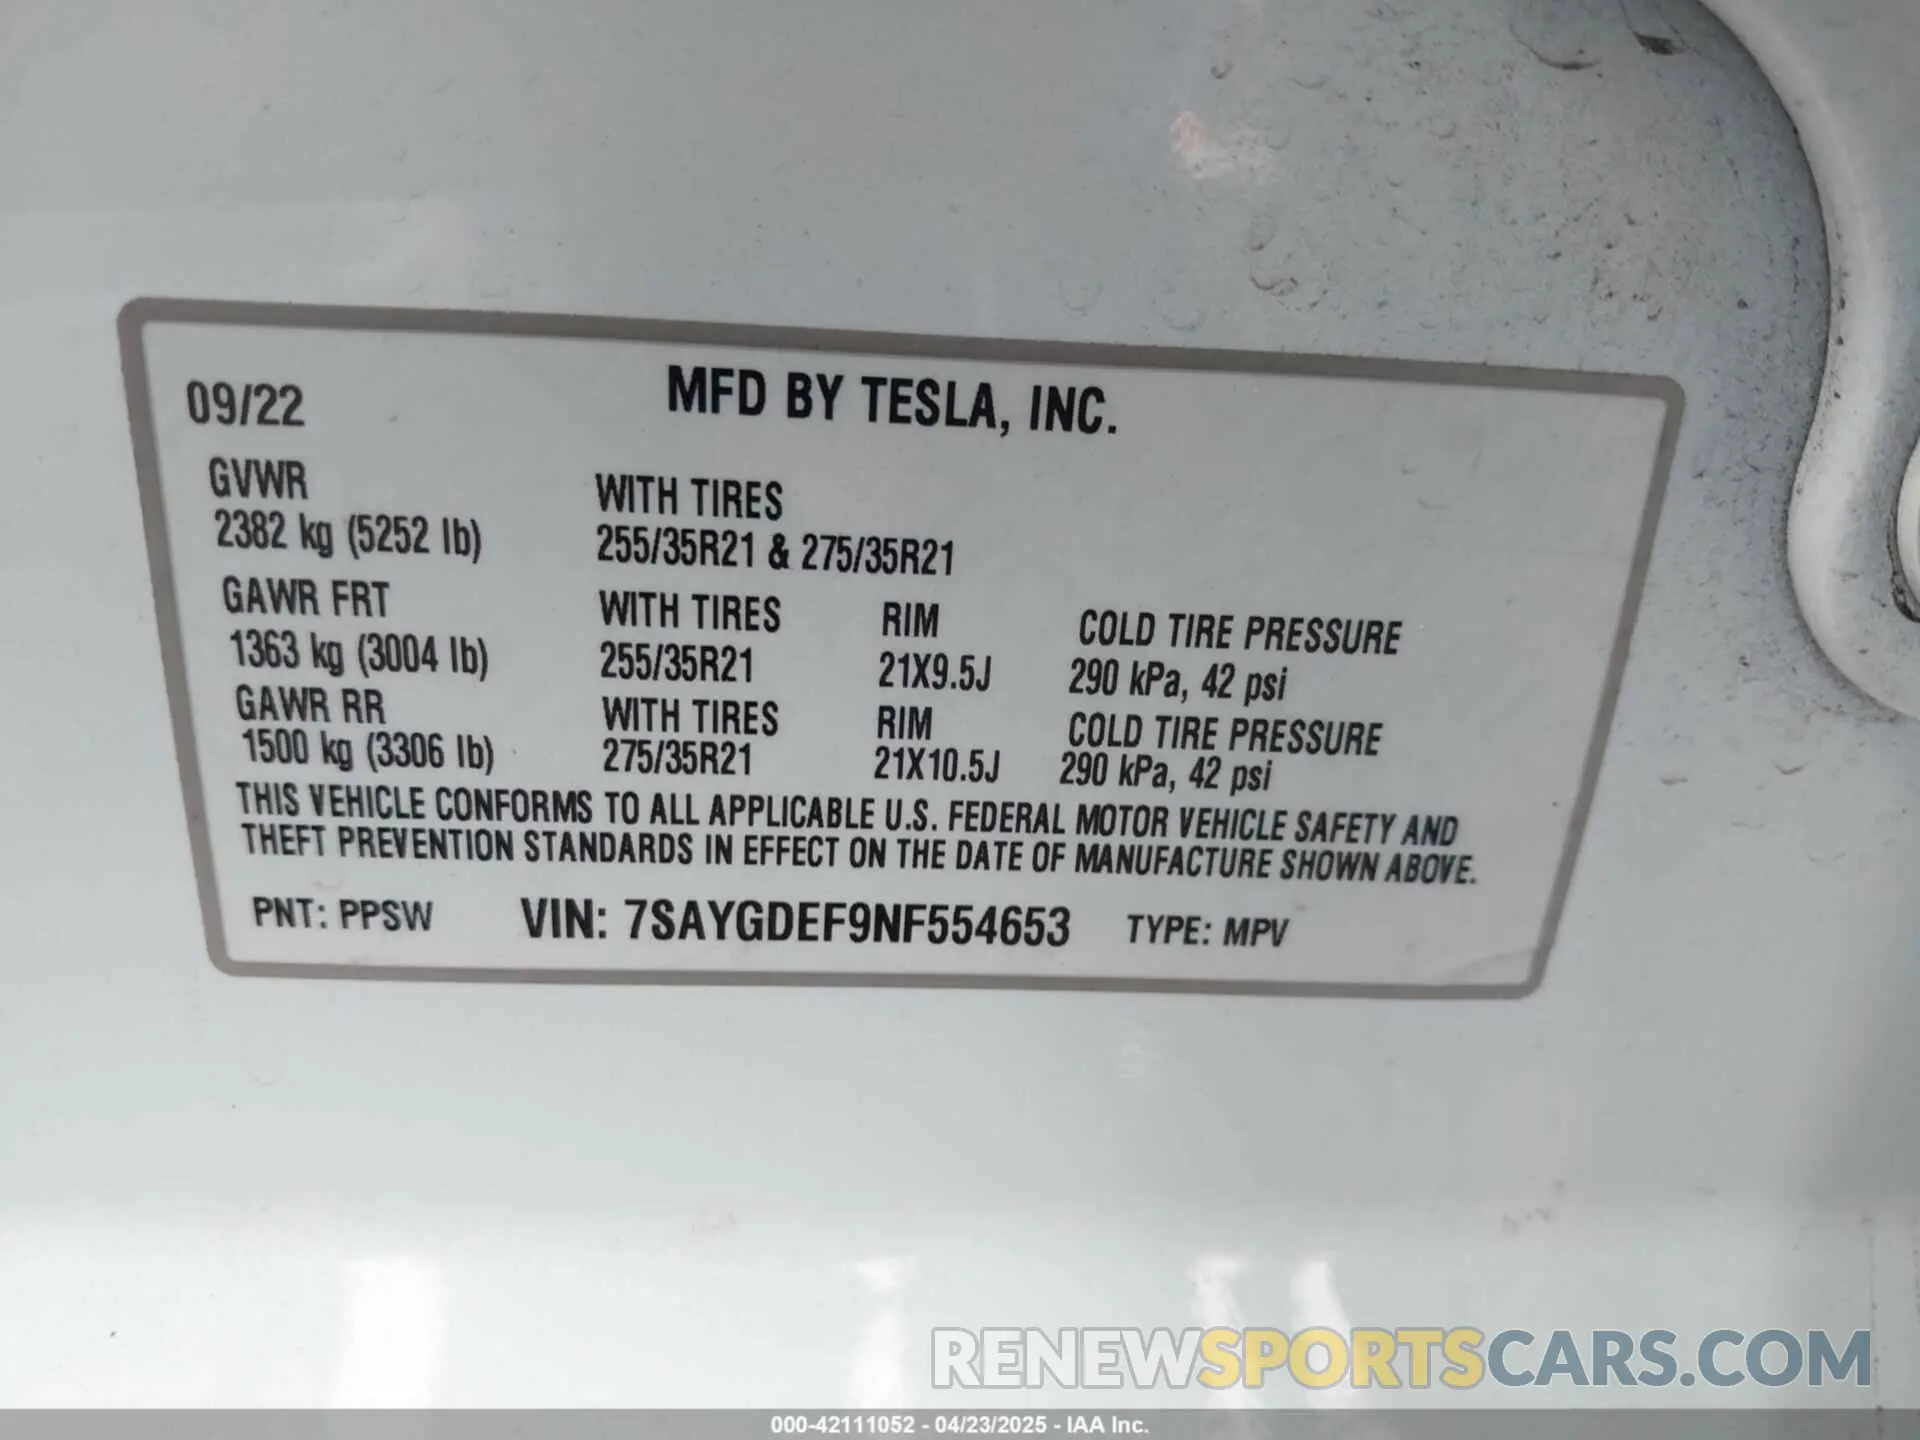 09/22 MFD BY TESLA, INC.
GVWR WITH TIRES
2382 kg (5252 lb) 255/35R21 & 275/35R21
GAWR FRT WITH TIRES RIM COLD TIRE PRESSURE
1363 kg (3004 lb) 255/35R21 21X9.5J 290 kPa, 42 psi
GAWR RR WITH TIRES RIM COLD TIRE PRESSURE
1500 kg (3306 lb) 275/35R21 21X10.5J 290 kPa, 42 psi
THIS VEHICLE CONFORMS TO ALL APPLICABLE U.S. FEDERAL MOTOR VEHICLE SAFETY AND
THEFT PREVENTION STANDARDS IN EFFECT ON THE DATE OF MANUFACTURE SHOWN ABOVE.
PNT: PPSW VIN: 7SAYGDEF9NF554653 TYPE: MPV
RENEWSPORTSCARS.COM
000-42111052 - 04/23/2025 - IAA Inc.